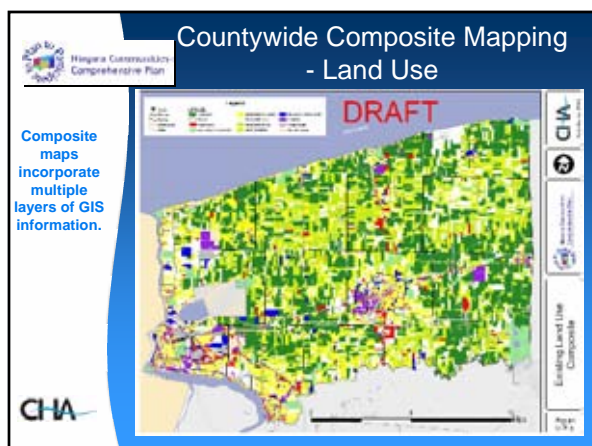 Countywide Composite Mapping
- Land Use
Niagara Communities
Comprehensive Plan
Composite
maps
incorporate
multiple
layers of GIS
information.
DRAFT
CHA
Existing Land Use
Composite
CHA